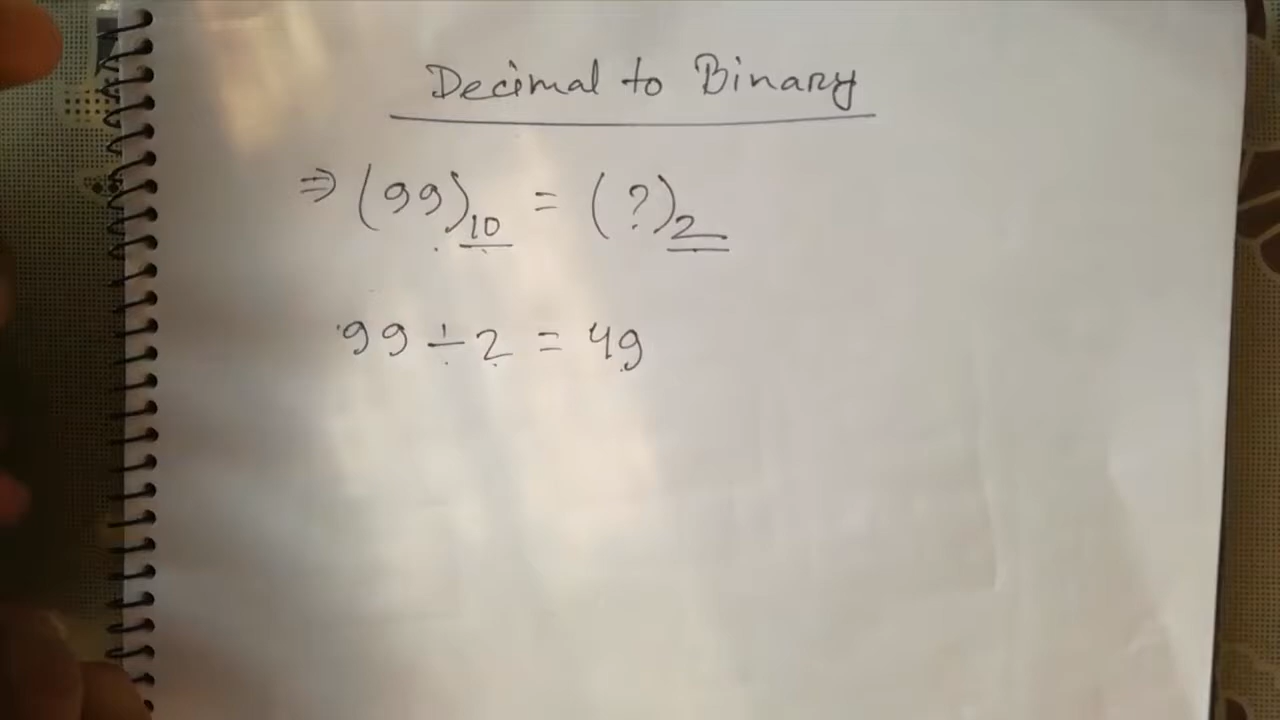 Decimal to Binary
⇒ (99)₁₀ = (?)₂
99 ÷ 2 = 49